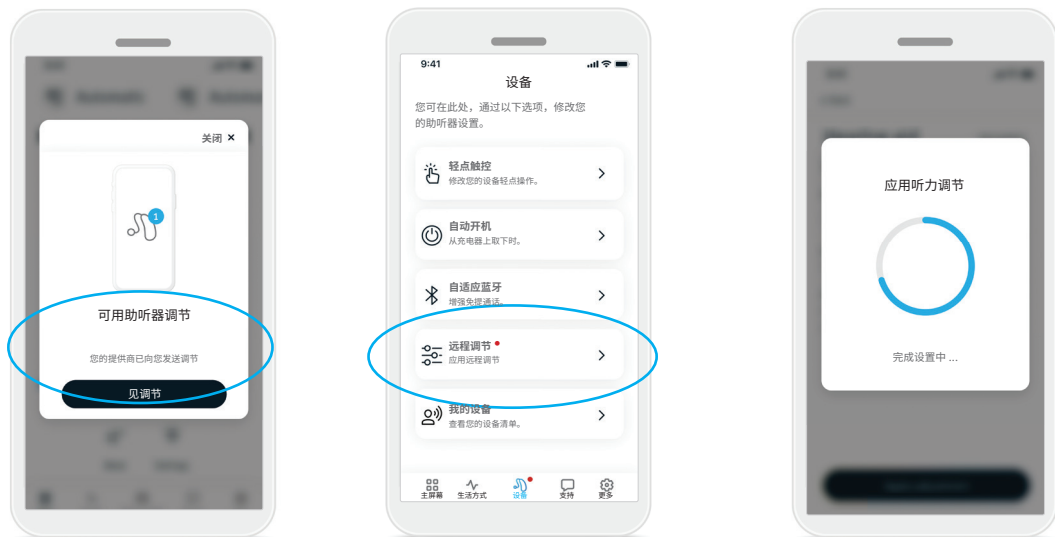 关闭 ×
1
可用助听器调节
您的提供商已向您发送调节
见调节
9:41
设备
您可在此处，通过以下选项，修改您
的助听器设置。
轻点触控
修改您的设备轻点操作。
自动开机
从充电器上取下时。
自适应蓝牙
增强免提通话。
远程调节
应用远程调节
我的设备
查看您的设备清单。
主屏幕 生活方式 设备 支持 更多
应用听力调节
完成设置中 ...